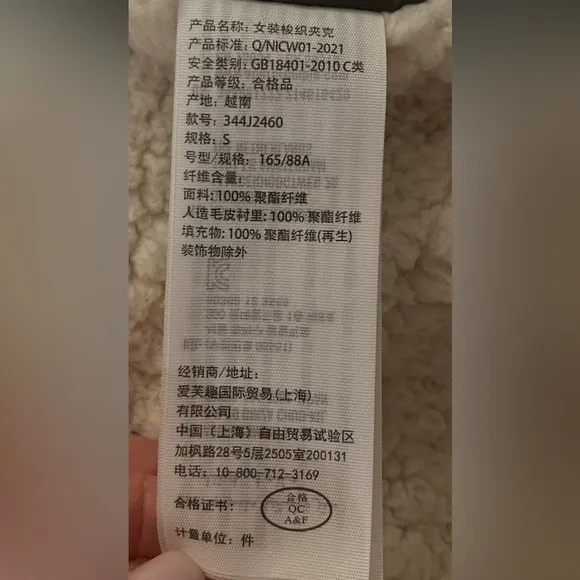 产品名称: 女装梭织夹克
产品标准: Q/NICW01-2021
安全类别: GB18401-2010 C类
产品等级: 合格品
产地: 越南
款号: 344J2460
规格: S
号型/规格: 165/88A
纤维含量:
面料: 100% 聚酯纤维
人造毛皮衬里: 100% 聚酯纤维
填充物: 100% 聚酯纤维(再生)
装饰物除外
经销商/地址:
爱芙趣国际贸易(上海)
有限公司
中国（上海）自由贸易试验区
加枫路28号5层2505室200131
电话: 10-800-712-3169
合格证书:
合格
QC
A&F
计量单位: 件